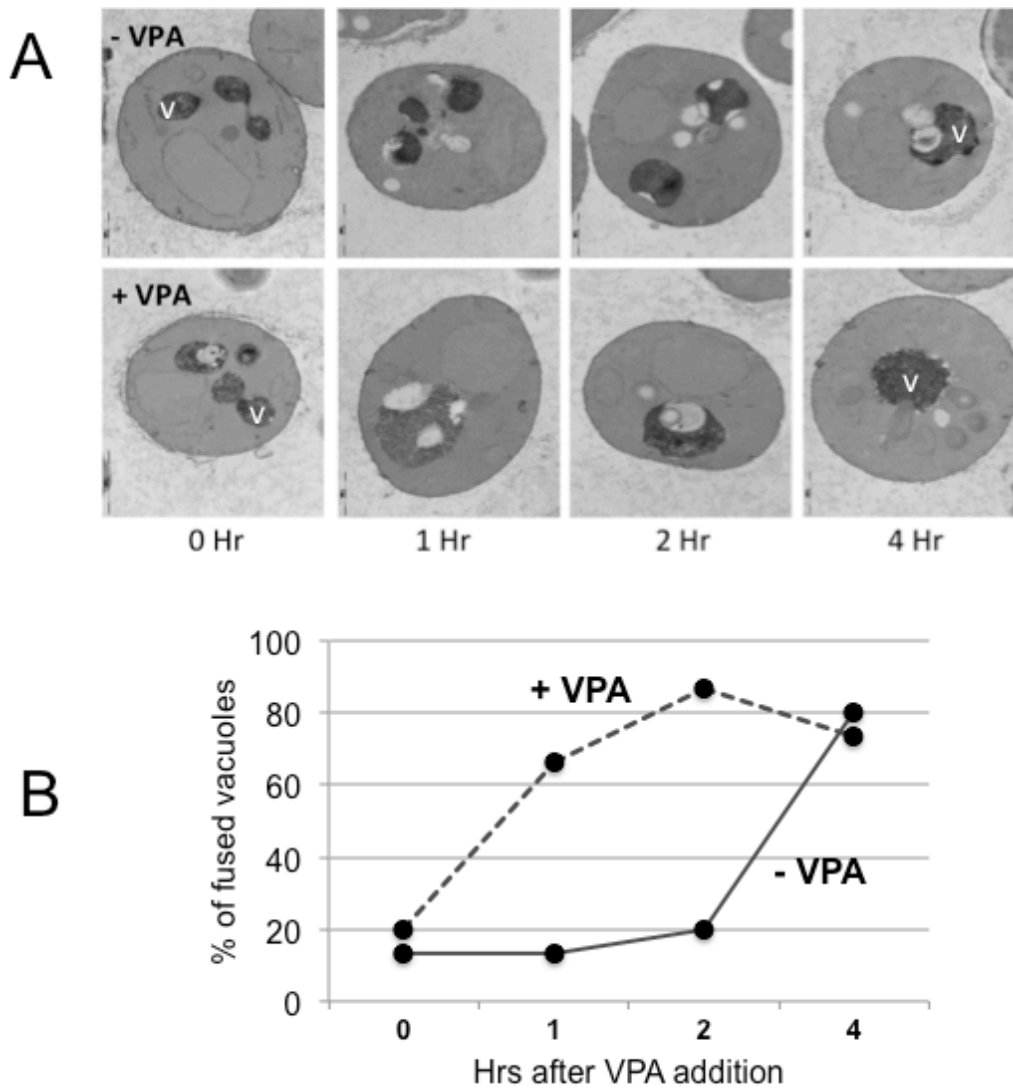 A
- VPA
V
V
+ VPA
V
V
0 Hr
1 Hr
2 Hr
4 Hr
B
% of fused vacuoles
100
80
60
40
20
0
+ VPA
- VPA
0
1
2
4
Hrs after VPA addition